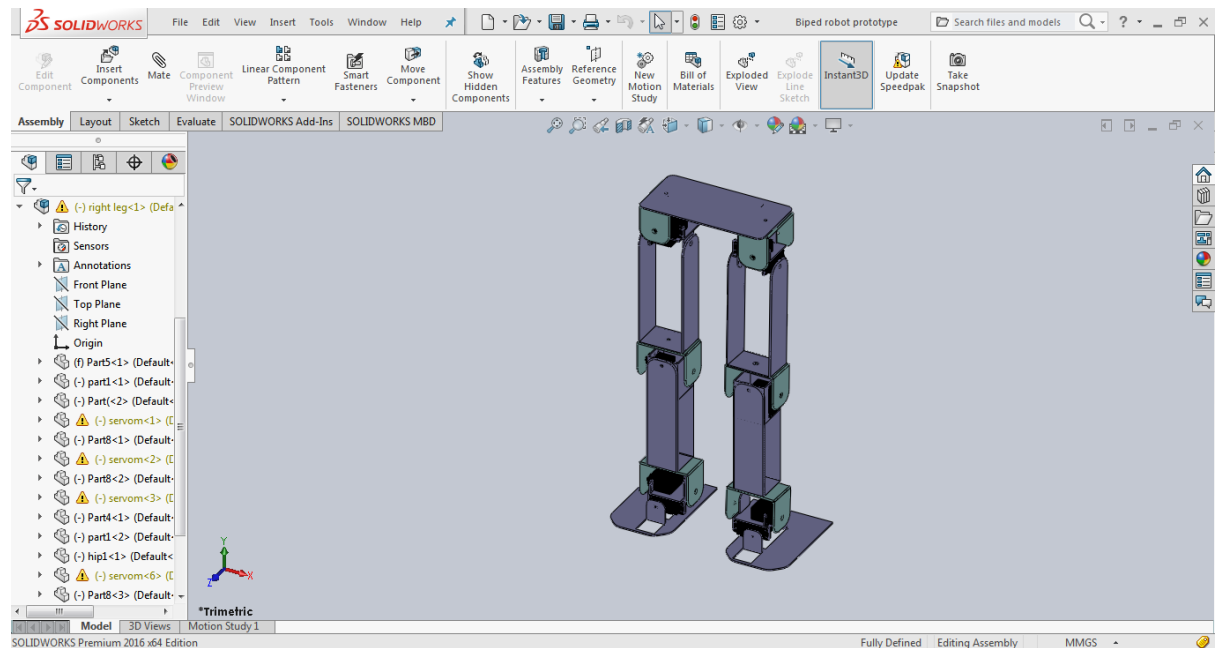 SOLIDWORKS File Edit View Insert Tools Window Help Biped robot prototype Search files and models ?
Edit Component
Insert Components
Mate
Component Preview Window
Linear Component Pattern
Smart Fasteners
Move Component
Show Hidden Components
Assembly Features
Reference Geometry
New Motion Study
Bill of Materials
Exploded View
Explode Line Sketch
Instant3D
Update Speedpak
Take Snapshot
Assembly Layout Sketch Evaluate SOLIDWORKS Add-Ins SOLIDWORKS MBD
(-) right leg<1> (Defa
History
Sensors
A Annotations
Front Plane
Top Plane
Right Plane
Origin
(f) Part5<1> (Default<
(-) part1<1> (Default<
(-) Part(<2> (Default<
(-) servom<1> (D
(-) Part8<1> (Default<
(-) servom<2> (D
(-) Part8<2> (Default<
(-) servom<3> (D
(-) Part4<1> (Default<
(-) part1<2> (Default<
(-) hip1<1> (Default<
(-) servom<6> (D
(-) Part8<3> (Default<
Y
Z X
*Trimetric
Model 3D Views Motion Study 1
SOLIDWORKS Premium 2016 x64 Edition Fully Defined Editing Assembly MMGS